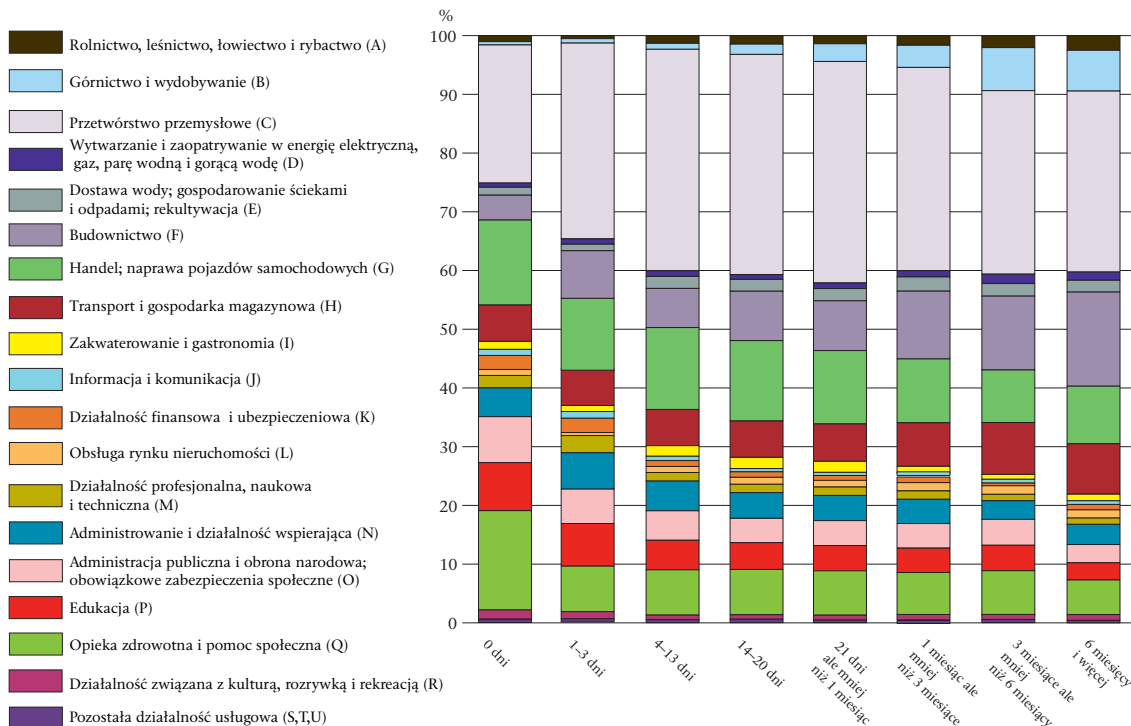 %
100
90
80
70
60
50
40
30
20
10
0
Rolnictwo, leśnictwo, łowiectwo i rybactwo (A)
Górnictwo i wydobywanie (B)
Przetwórstwo przemysłowe (C)
Wytwarzanie i zaopatrywanie w energię elektryczną,
gaz, parę wodną i gorącą wodę (D)
Dostawa wody; gospodarowanie ściekami
i odpadami; rekultywacja (E)
Budownictwo (F)
Handel; naprawa pojazdów samochodowych (G)
Transport i gospodarka magazynowa (H)
Zakwaterowanie i gastronomia (I)
Informacja i komunikacja (J)
Działalność finansowa i ubezpieczeniowa (K)
Obsługa rynku nieruchomości (L)
Działalność profesjonalna, naukowa
i techniczna (M)
Administrowanie i działalność wspierająca (N)
Administracja publiczna i obrona narodowa;
obowiązkowe zabezpieczenia społeczne (O)
Edukacja (P)
Opieka zdrowotna i pomoc społeczna (Q)
Działalność związana z kulturą, rozrywką i rekreacją (R)
Pozostała działalność usługowa (S,T,U)
0 dni
1–3 dni
4–13 dni
14–20 dni
21 dni
ale mniej
niż 1 miesiąc
1 miesiąc ale
mniej
niż 3 miesiące
3 miesiące ale
mniej
niż 6 miesięcy
6 miesięcy
i więcej